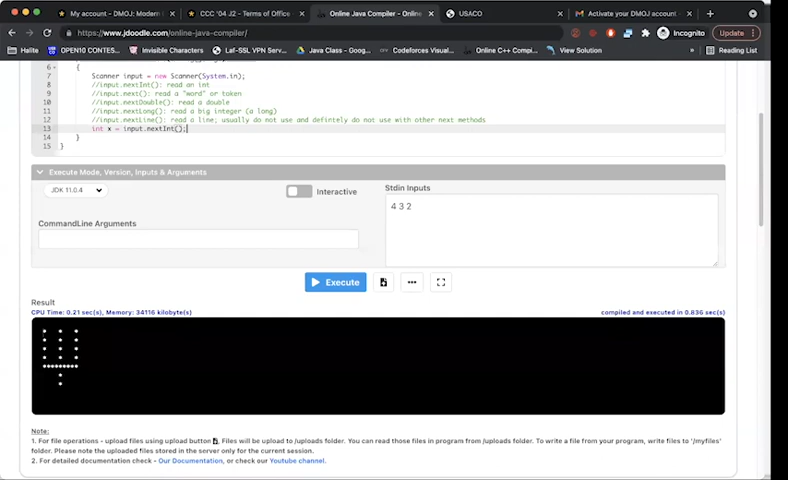 My account - DMOJ: Modern
CCC '04 J2 - Terms of Office
Online Java Compiler - Online
USACO
Activate your DMOJ account
https://www.jdoodle.com/online-java-compiler/
Incognito
Update
Halite
OPEN10 CONTES...
Invisible Characters
Laf-SSL VPN Serv...
Java Class - Goog...
Codeforces Visual...
Online C++ Compi...
View Solution
Reading List
6 {
7 Scanner input = new Scanner(System.in);
8 //input.nextInt(): read an int
9 //input.next(): read a "word" or token
10 //input.nextDouble(): read a double
11 //input.nextLong(): read a big integer (a long)
12 //input.nextLine(): read a line; usually do not use and defintely do not use with other next methods
13 int x = input.nextInt();
14 }
15 }
Execute Mode, Version, Inputs & Arguments
JDK 11.0.4
Interactive
Stdin Inputs
4 3 2
CommandLine Arguments
Execute
Result
CPU Time: 0.21 sec(s), Memory: 34116 kilobyte(s)
compiled and executed in 0.836 sec(s)
* * *
* * *
* * *
* * *
*******
*
*
Note:
1. For file operations - upload files using upload button , Files will be upload to /uploads folder. You can read those files in program from /uploads folder. To write a file from your program, write files to '/myfiles'
folder. Please note the uploaded files stored in the server only for the current session.
2. For detailed documentation check - Our Documentation, or check our Youtube channel.